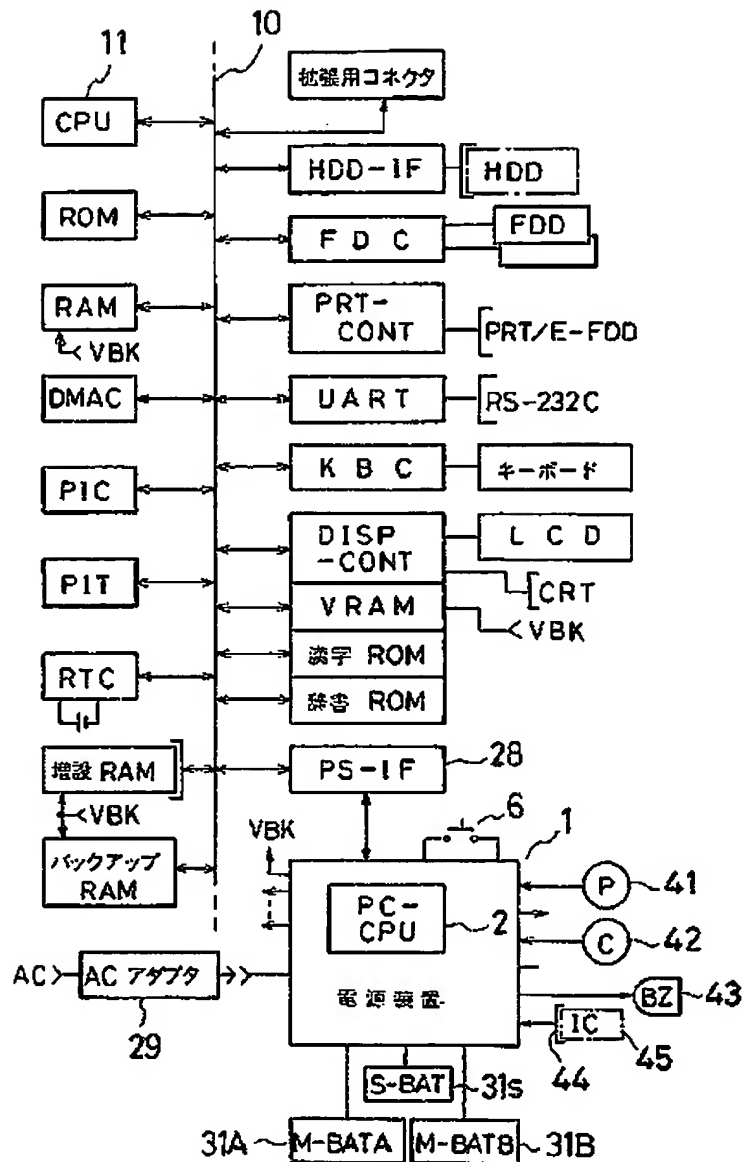 11
10
拡張用コネクタ
CPU
HDD-IF
HDD
ROM
FDC
FDD
RAM
VBK
PRT-
CONT
PRT/E-FDD
DMAC
UART
RS-232C
PIC
KBC
キーボード
PIT
DISP
-CONT
LCD
CRT
VRAM
VBK
RTC
漢字 ROM
辞書 ROM
増設 RAM
PS-IF
28
VBK
バックアップ
RAM
VBK
6
1
PC-
CPU
2
P
41
C
42
AC
AC アダプタ
29
電源装置
BZ
43
IC
44
45
S-BAT
31S
31A
M-BATA
M-BATB
31B